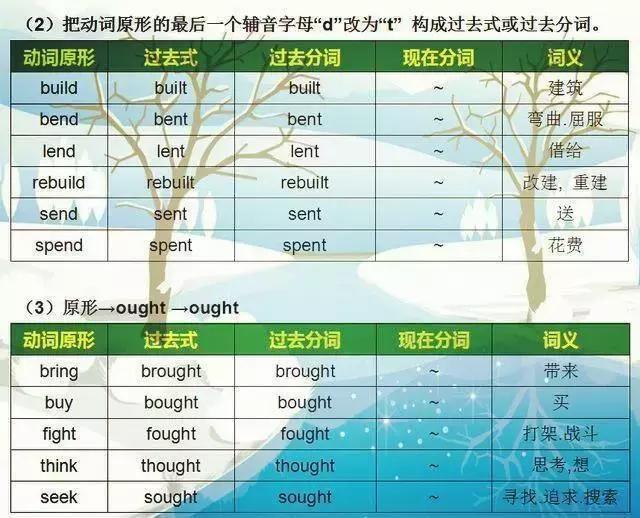 （2）把动词原形的最后一个辅音字母“d”改为“t” 构成过去式或过去分词。
动词原形 过去式 过去分词 现在分词 词义
build built built ~ 建筑
bend bent bent ~ 弯曲.屈服
lend lent lent ~ 借给
rebuild rebuilt rebuilt ~ 改建, 重建
send sent sent ~ 送
spend spent spent ~ 花费
（3）原形→ought →ought
动词原形 过去式 过去分词 现在分词 词义
bring brought brought ~ 带来
buy bought bought ~ 买
fight fought fought ~ 打架.战斗
think thought thought ~ 思考,想
seek sought sought ~ 寻找.追求.搜索